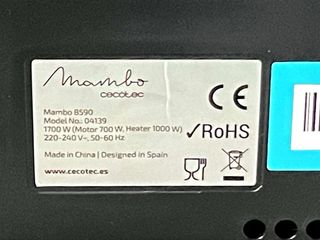 Mambo
cecotec
Mambo 8590
Model No.: 04139
1700 W (Motor 700 W, Heater 1000 W)
220-240 V~, 50-60 Hz
Made in China | Designed in Spain
www.cecotec.es
CE
✓RoHS